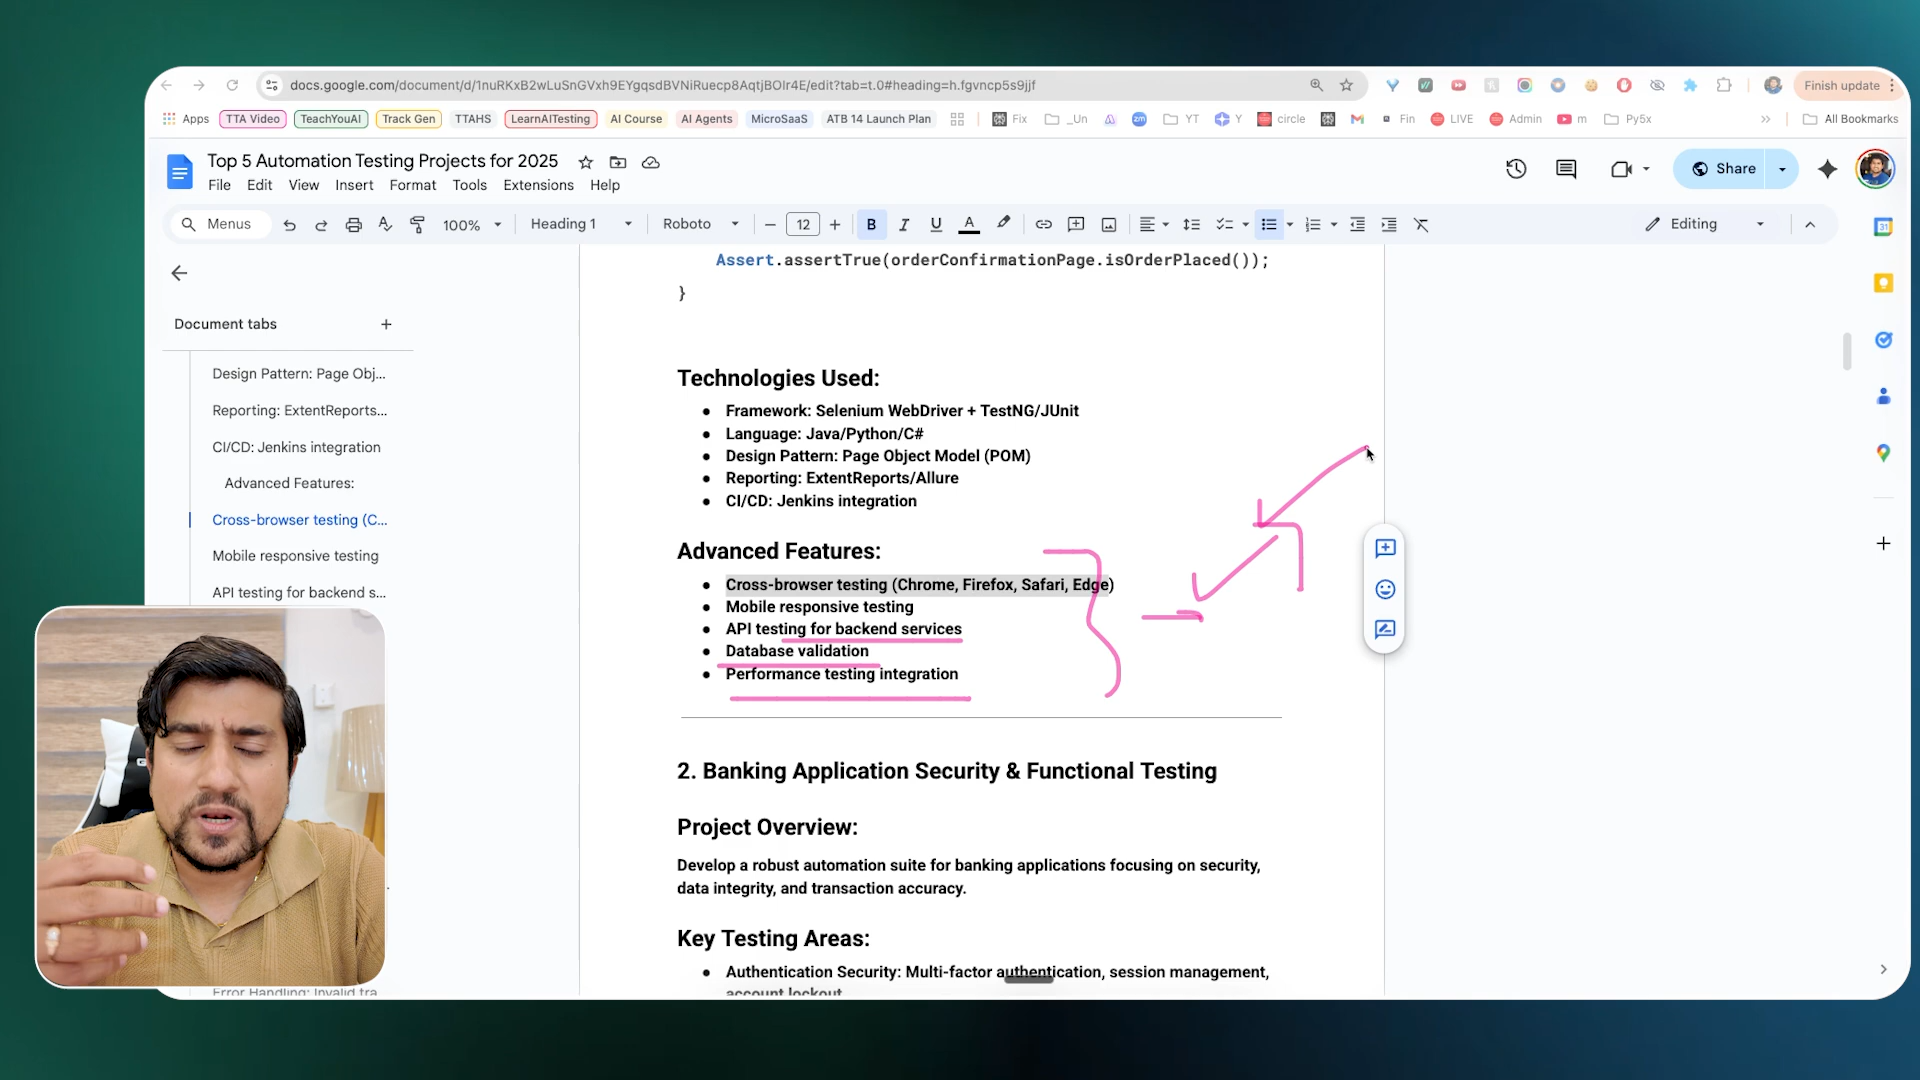 docs.google.com/document/d/1nuRKxB2wLuSnGVxh9EYgqsdBVNiRuecp8AqtjBOIr4E/edit?tab=t.0#heading=h.fgvncp5s9jjf
Finish update
Apps
TTA Video
TeachYouAI
Track Gen
TTAHS
LearnAITesting
AI Course
AI Agents
MicroSaaS
ATB 14 Launch Plan
Fix
_Un
YT
Y
circle
Fin
LIVE
Admin
m
Py5x
All Bookmarks
Top 5 Automation Testing Projects for 2025
File Edit View Insert Format Tools Extensions Help
Share
Menus
100%
Heading 1
Roboto
12
Editing
Document tabs
Design Pattern: Page Obj...
Reporting: ExtentReports...
CI/CD: Jenkins integration
Advanced Features:
Cross-browser testing (C...
Mobile responsive testing
API testing for backend s...
Error Handling: Invalid tra
Assert.assertTrue(orderConfirmationPage.isOrderPlaced());
}
Technologies Used:
● Framework: Selenium WebDriver + TestNG/JUnit
● Language: Java/Python/C#
● Design Pattern: Page Object Model (POM)
● Reporting: ExtentReports/Allure
● CI/CD: Jenkins integration
Advanced Features:
● Cross-browser testing (Chrome, Firefox, Safari, Edge)
● Mobile responsive testing
● API testing for backend services
● Database validation
● Performance testing integration
2. Banking Application Security & Functional Testing
Project Overview:
Develop a robust automation suite for banking applications focusing on security,
data integrity, and transaction accuracy.
Key Testing Areas:
● Authentication Security: Multi-factor authentication, session management,
account lockout